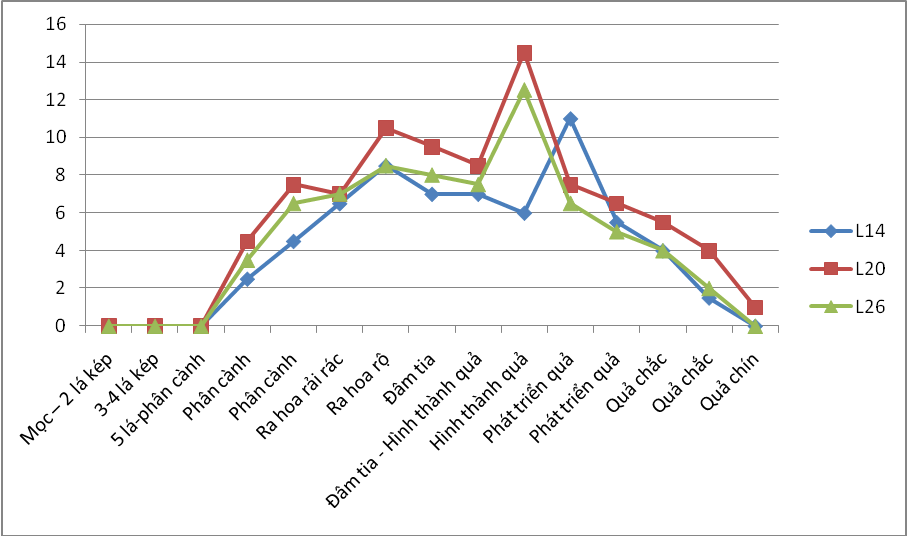 16
14
12
10
8
6
4
2
0
Mọc – 2 lá kép
3-4 lá kép
5 lá-phân cành
Phân cành
Phân cành
Ra hoa rải rác
Ra hoa rộ
Đâm tia
Đâm tia - Hình thành quả
Hình thành quả
Phát triển quả
Phát triển quả
Quả chắc
Quả chắc
Quả chín
L14
L20
L26